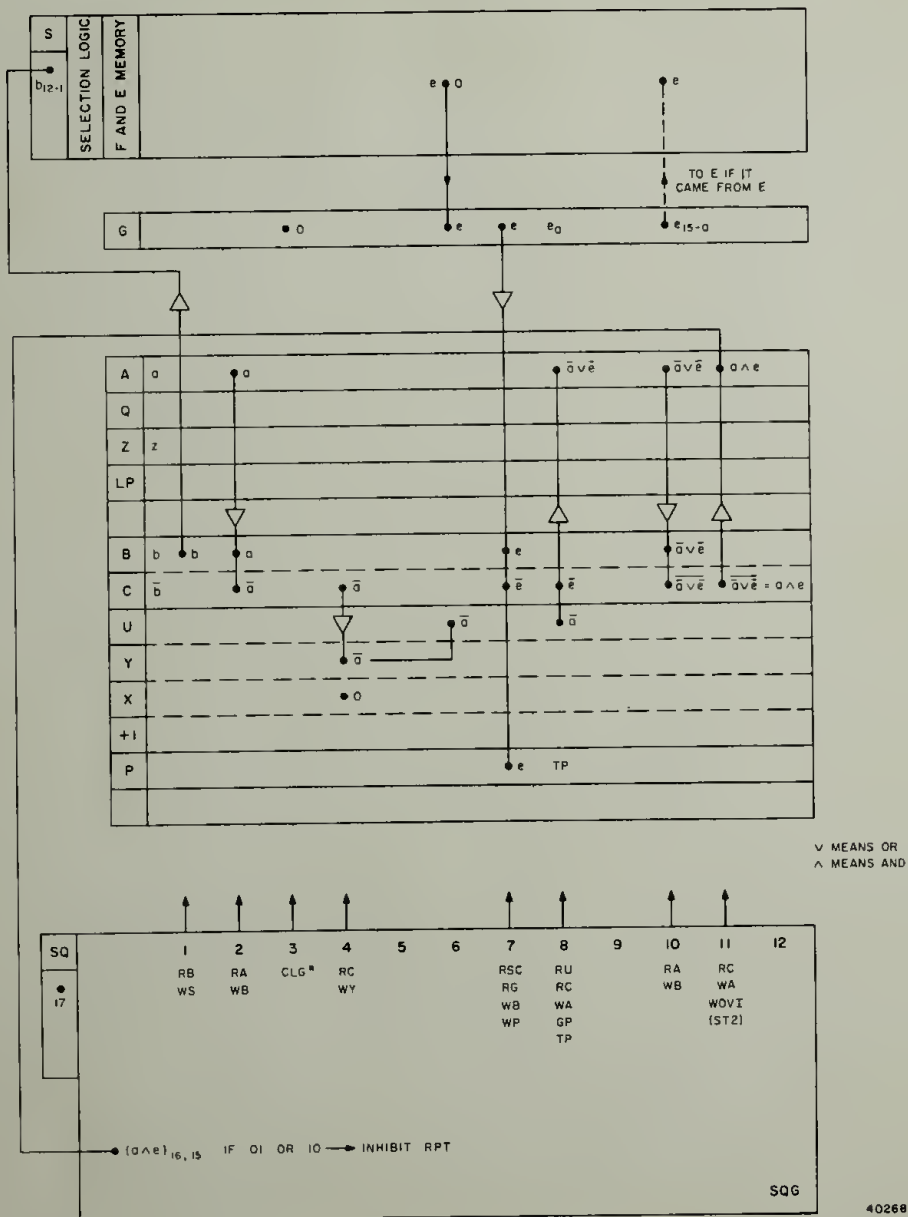 S
b12-1
SELECTION LOGIC
F AND E MEMORY
e 0
e
TO E IF IT
CAME FROM E
G
0
e
e
ea
e15-a
A a a ā∨ē ā∨ē a∧e
Q
Z z
LP
B b b a e ā∨ē
C b̄ ā ā ē ē \overline{ā∨ē} \overline{ā∨ē} = a∧e
U ā ā
Y ā
X 0
+1
P e TP
∨ MEANS OR
∧ MEANS AND
SQ
17
1 2 3 4 5 6 7 8 9 10 11 12
RB RA CLG* RC RSC RU RA RC
WS WB WY RG RC WB WA
WB WA WOVI
WP GP (ST2)
TP
(a∧e)16,15 IF 01 OR 10 → INHIBIT RPT
SQG
40268